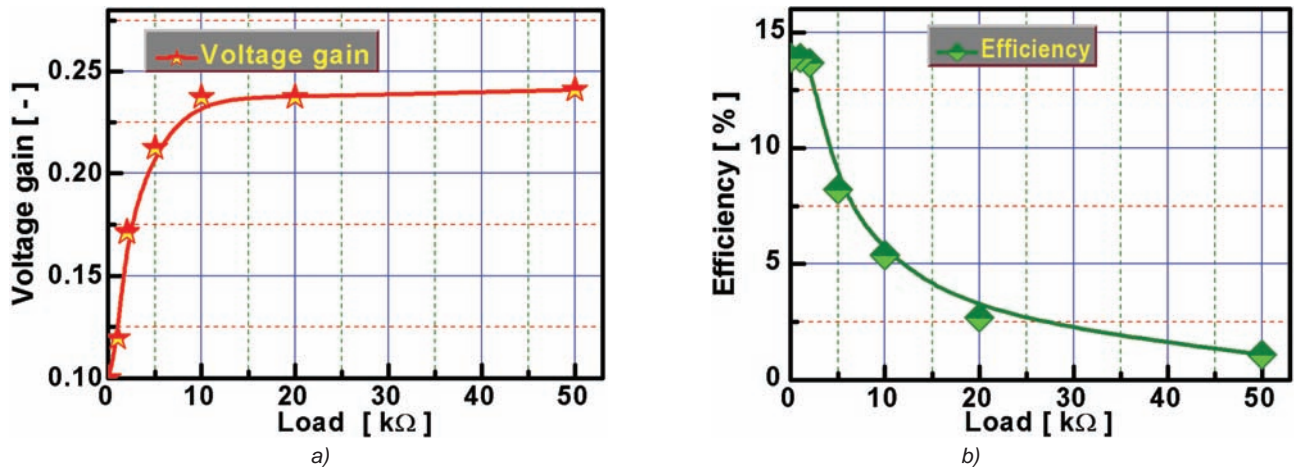 Voltage gain
0.25
0.20
0.15
0.10
Voltage gain [ - ]
0 10 20 30 40 50
Load [ kΩ ]
a)
Efficiency
15
10
5
0
Efficiency [ % ]
0 10 20 30 40 50
Load [ kΩ ]
b)